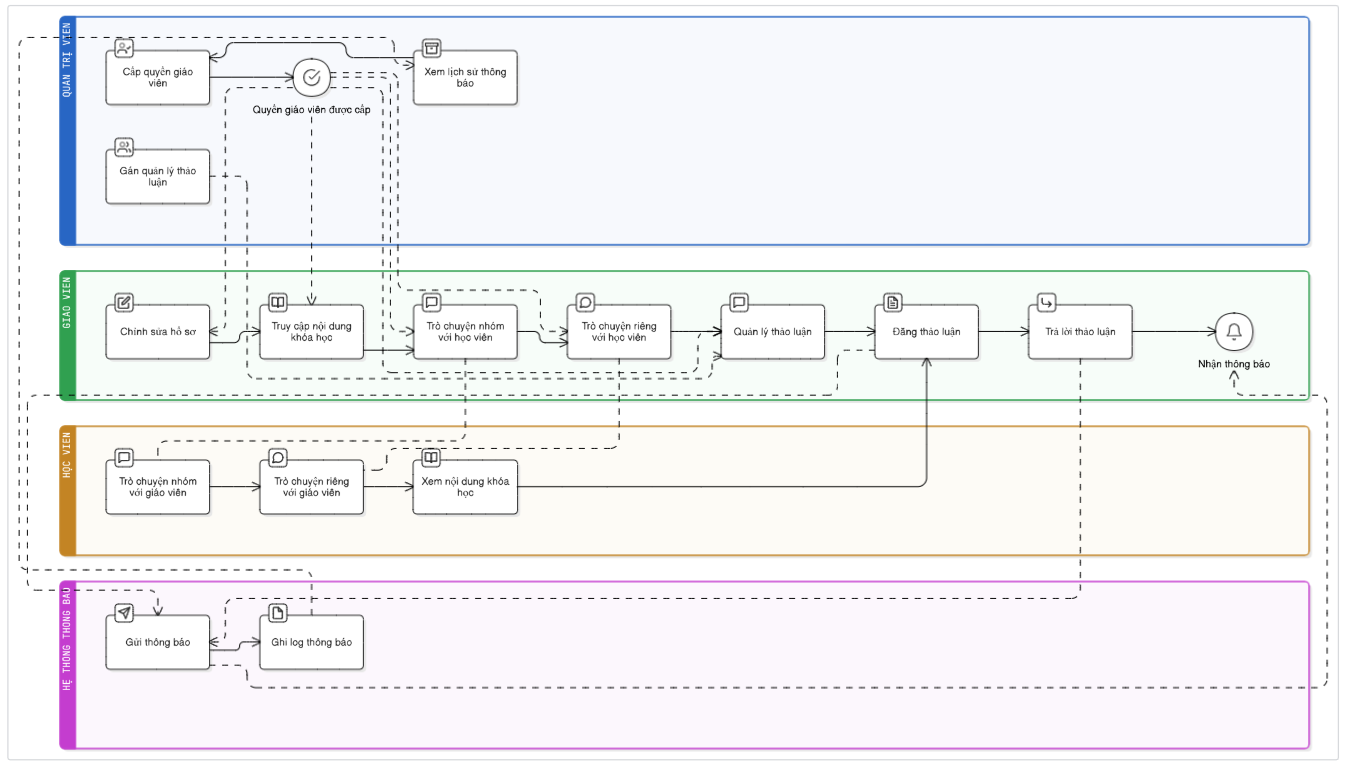 QUẢN TRỊ VIÊN
Cấp quyền giáo
viên
Quyền giáo viên được cấp
Xem lịch sử thông
báo
Gán quản lý thảo
luận
GIÁO VIÊN
Chỉnh sửa hồ sơ
Truy cập nội dung
khóa học
Trò chuyện nhóm
với học viên
Trò chuyện riêng
với học viên
Quản lý thảo luận
Đăng thảo luận
Trả lời thảo luận
Nhận thông báo
HỌC VIÊN
Trò chuyện nhóm
với giáo viên
Trò chuyện riêng
với giáo viên
Xem nội dung khóa
học
HỆ THỐNG THÔNG BÁO
Gửi thông báo
Ghi log thông báo